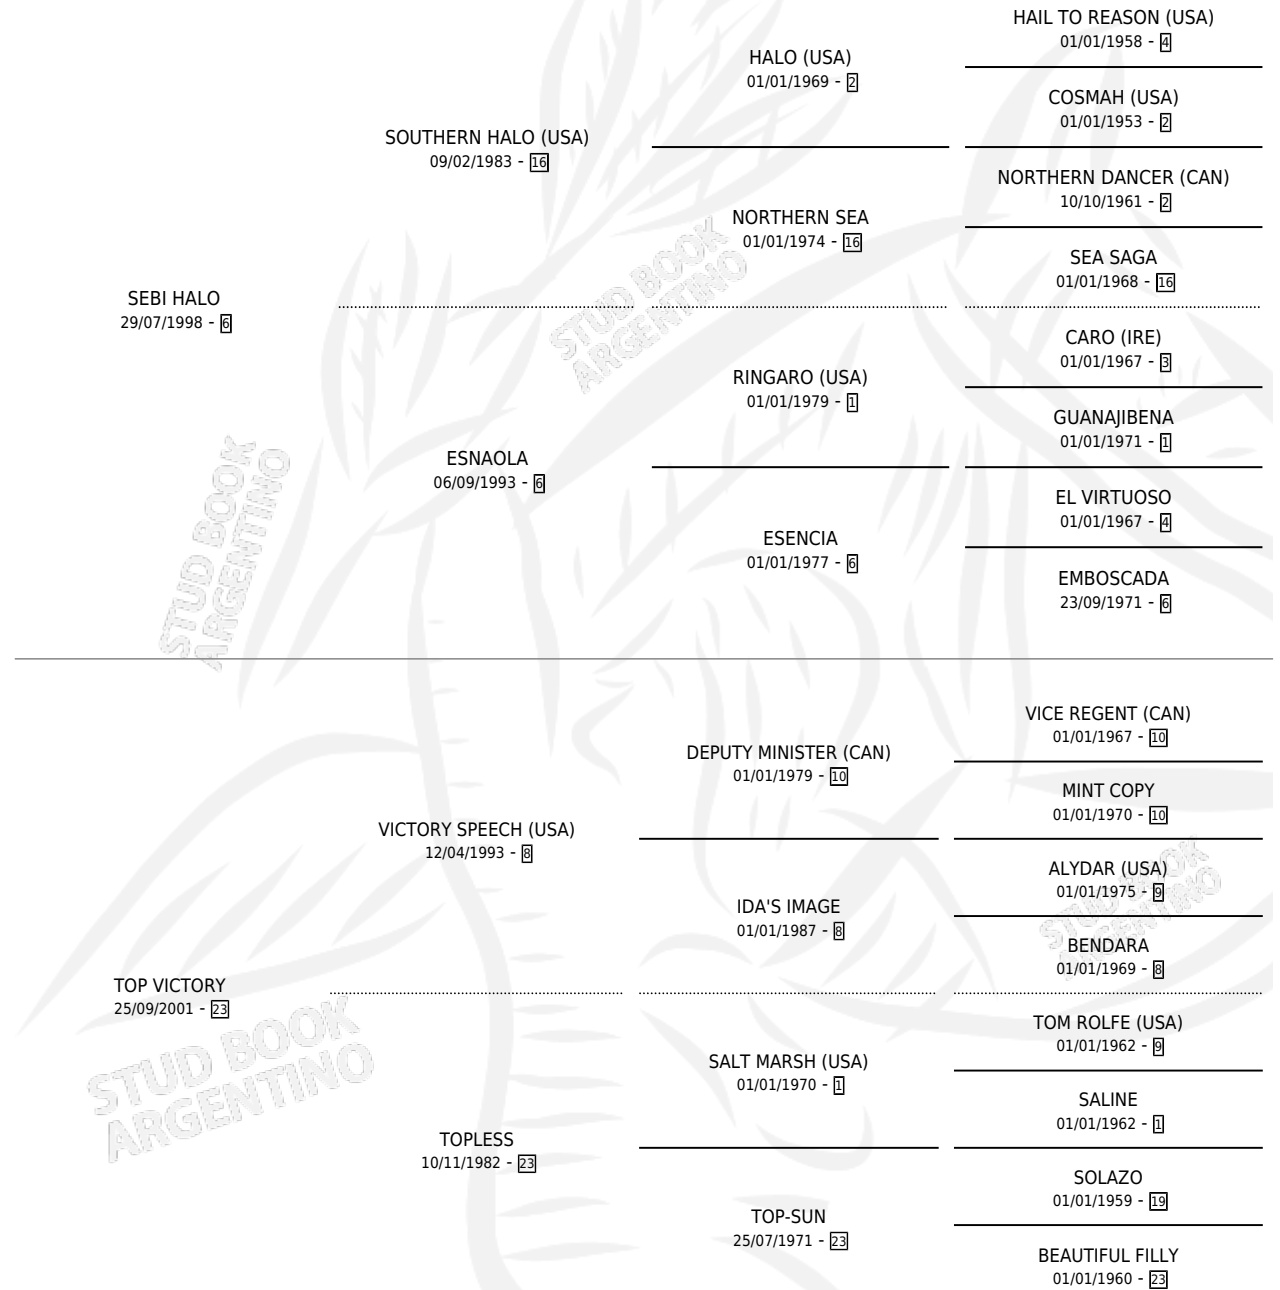 HAIL TO REASON (USA)
01/01/1958 - 4
HALO (USA)
01/01/1969 - 2
COSMAH (USA)
01/01/1953 - 2
SOUTHERN HALO (USA)
09/02/1983 - 16
NORTHERN DANCER (CAN)
10/10/1961 - 2
NORTHERN SEA
01/01/1974 - 16
SEA SAGA
01/01/1968 - 16
STUD BOOK
ARGENTINO
SEBI HALO
29/07/1998 - 6
CARO (IRE)
01/01/1967 - 3
RINGARO (USA)
01/01/1979 - 1
GUANAJIBENA
01/01/1971 - 1
ESNAOLA
06/09/1993 - 6
EL VIRTUOSO
01/01/1967 - 4
ESENCIA
01/01/1977 - 6
EMBOSCADA
23/09/1971 - 6
STUD BOOK
ARGENTINO
VICE REGENT (CAN)
01/01/1967 - 10
DEPUTY MINISTER (CAN)
01/01/1979 - 10
MINT COPY
01/01/1970 - 10
VICTORY SPEECH (USA)
12/04/1993 - 8
ALYDAR (USA)
01/01/1975 - 9
IDA'S IMAGE
01/01/1987 - 8
BENDARA
01/01/1969 - 8
STUD BOOK
ARGENTINO
TOP VICTORY
25/09/2001 - 23
TOM ROLFE (USA)
01/01/1962 - 9
SALT MARSH (USA)
01/01/1970 - 1
SALINE
01/01/1962 - 1
STUD BOOK
ARGENTINO
TOPLESS
10/11/1982 - 23
SOLAZO
01/01/1959 - 19
TOP-SUN
25/07/1971 - 23
BEAUTIFUL FILLY
01/01/1960 - 23